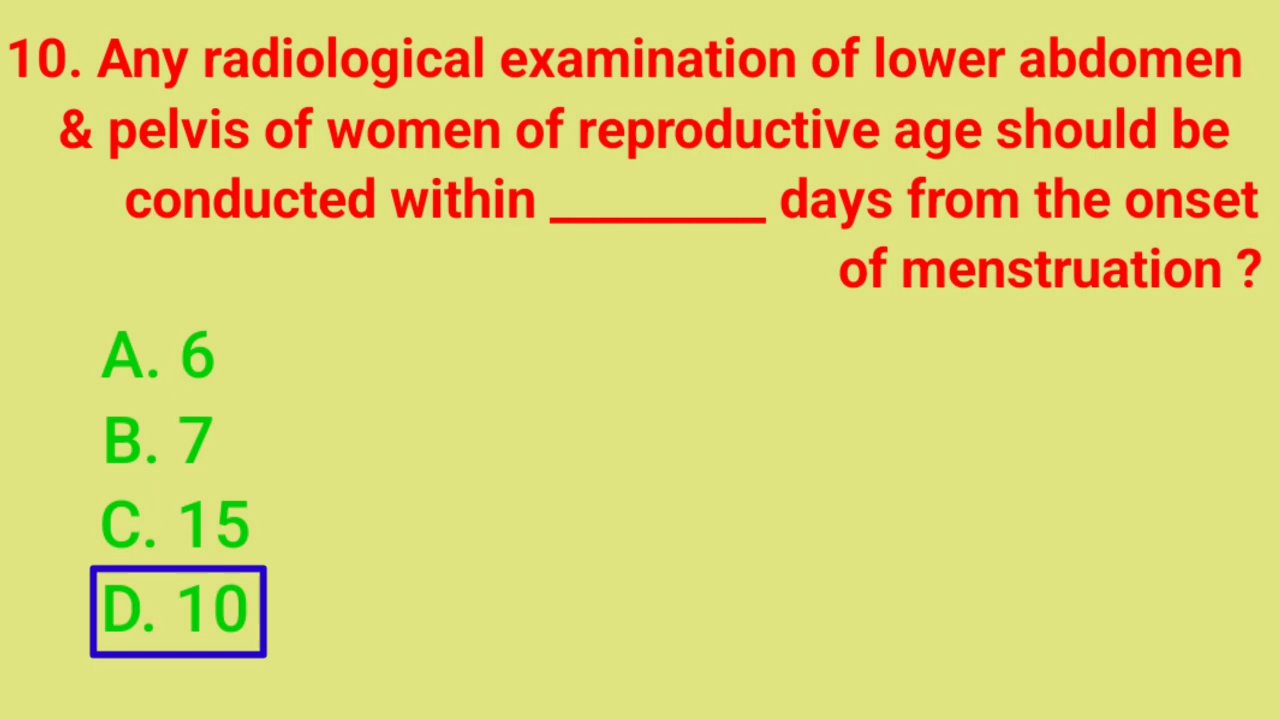 10. Any radiological examination of lower abdomen
& pelvis of women of reproductive age should be
conducted within ________ days from the onset
of menstruation ?
A. 6
B. 7
C. 15
D. 10